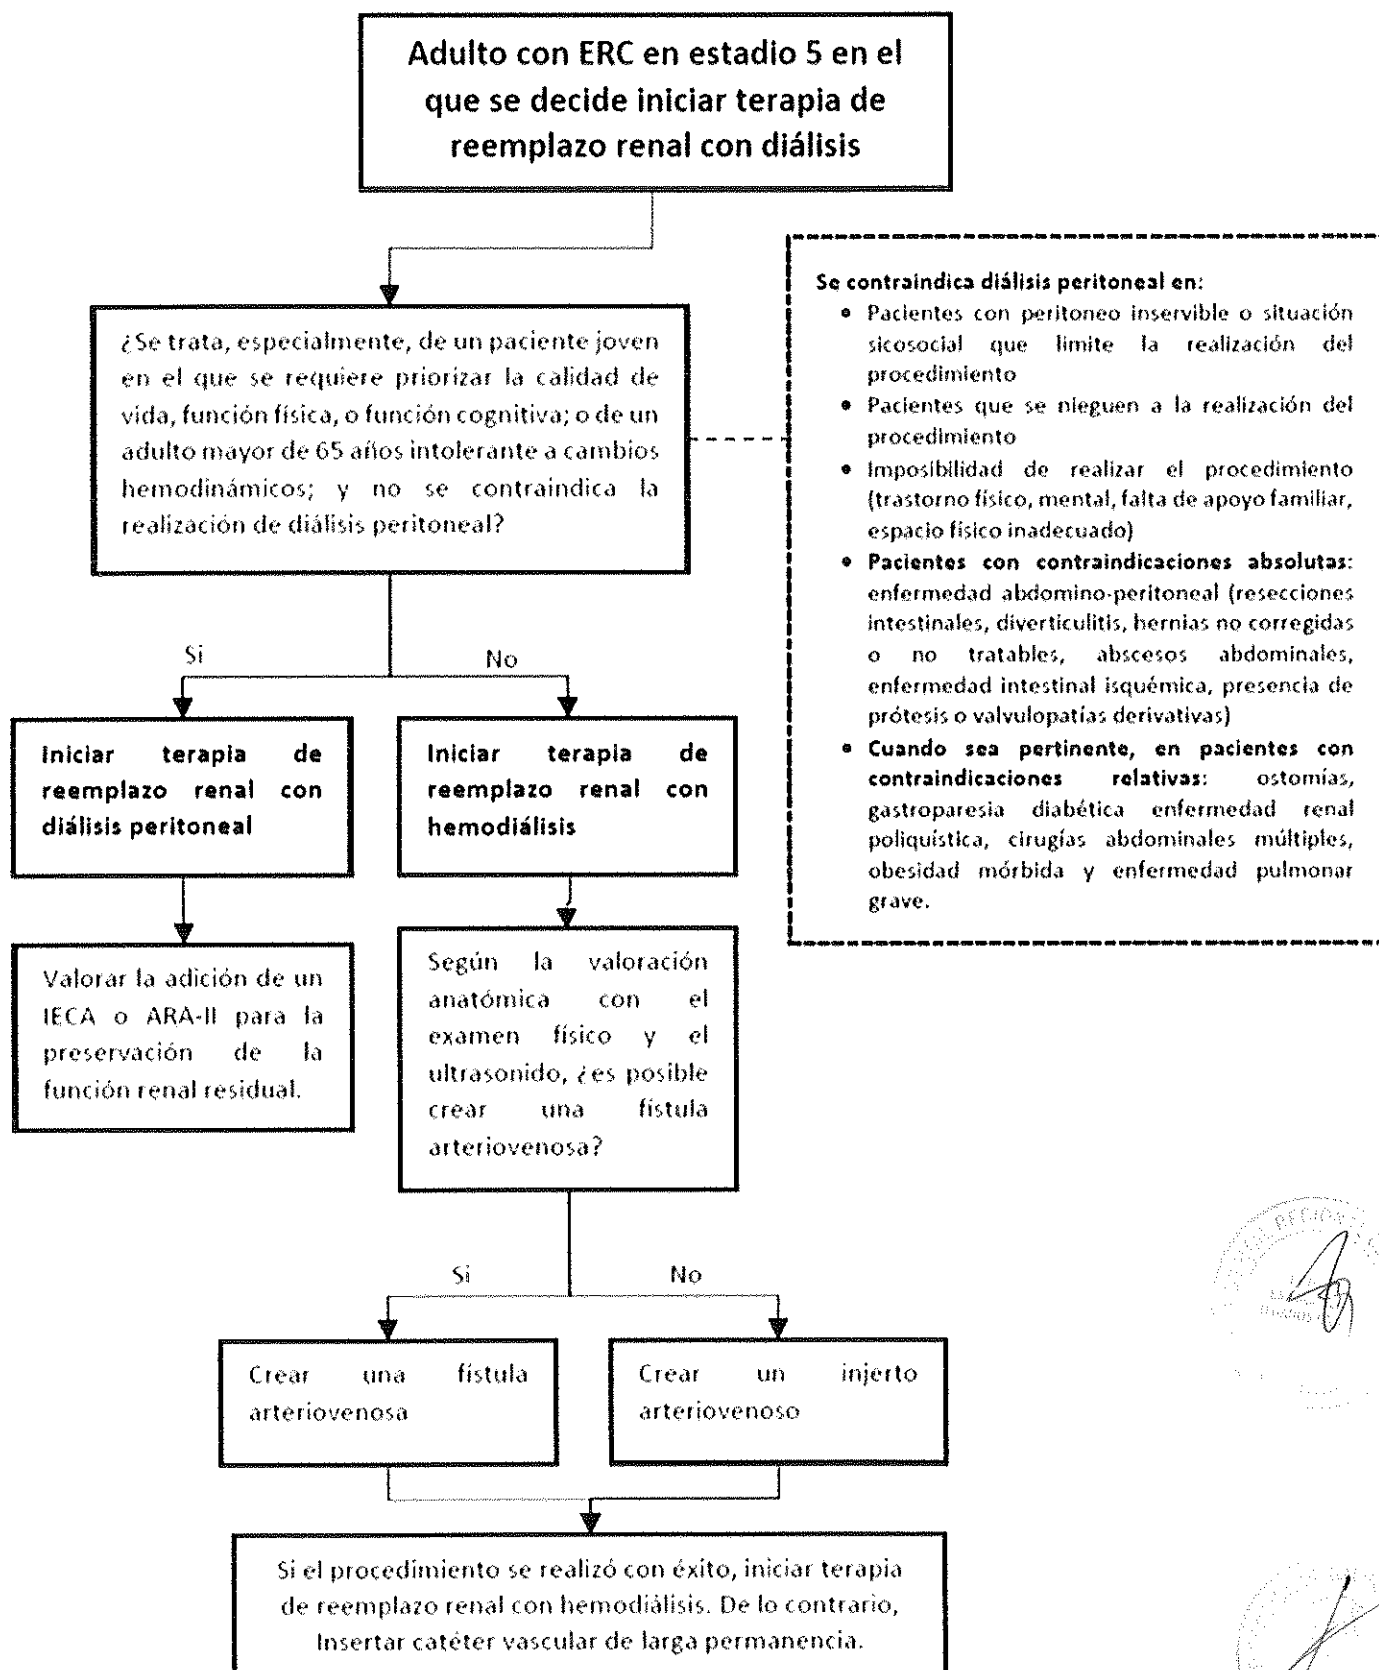 Adulto con ERC en estadio 5 en el
que se decide iniciar terapia de
reemplazo renal con diálisis
¿Se trata, especialmente, de un paciente joven
en el que se requiere priorizar la calidad de
vida, función física, o función cognitiva; o de un
adulto mayor de 65 años intolerante a cambios
hemodinámicos; y no se contraindica la
realización de diálisis peritoneal?
Se contraindica diálisis peritoneal en:
• Pacientes con peritoneo inservible o situación
sicosocial que limite la realización del
procedimiento
• Pacientes que se nieguen a la realización del
procedimiento
• Imposibilidad de realizar el procedimiento
(trastorno físico, mental, falta de apoyo familiar,
espacio físico inadecuado)
• Pacientes con contraindicaciones absolutas:
enfermedad abdomino-peritoneal (resecciones
intestinales, diverticulitis, hernias no corregidas
o no tratables, abscesos abdominales,
enfermedad intestinal isquémica, presencia de
prótesis o valvulopatías derivativas)
• Cuando sea pertinente, en pacientes con
contraindicaciones relativas: ostomías,
gastroparesia diabética enfermedad renal
poliquística, cirugías abdominales múltiples,
obesidad mórbida y enfermedad pulmonar
grave.
Si
No
Iniciar terapia de
reemplazo renal con
diálisis peritoneal
Iniciar terapia de
reemplazo renal con
hemodiálisis
Valorar la adición de un
IECA o ARA-II para la
preservación de la
función renal residual.
Según la valoración
anatómica con el
examen físico y el
ultrasonido, ¿es posible
crear una fístula
arteriovenosa?
Si
No
Crear una fístula
arteriovenosa
Crear un injerto
arteriovenoso
Si el procedimiento se realizó con éxito, iniciar terapia
de reemplazo renal con hemodiálisis. De lo contrario,
Insertar catéter vascular de larga permanencia.